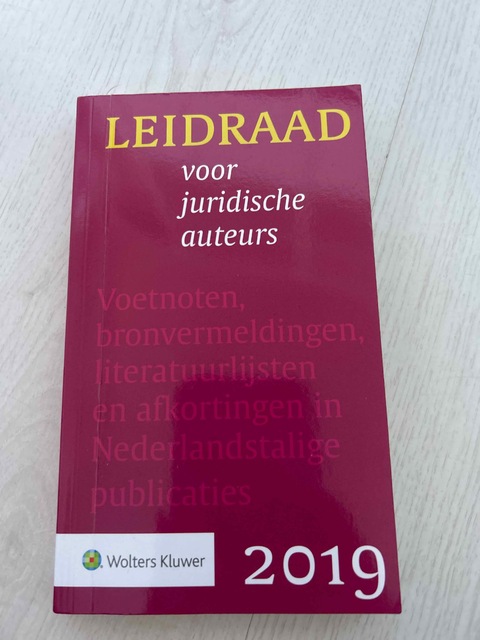 LEIDRAAD
voor
juridische
auteurs
Voetnoten,
bronvermeldingen,
literatuurlijsten
en afkortingen in
Nederlandstalige
publicaties
Wolters Kluwer
2019